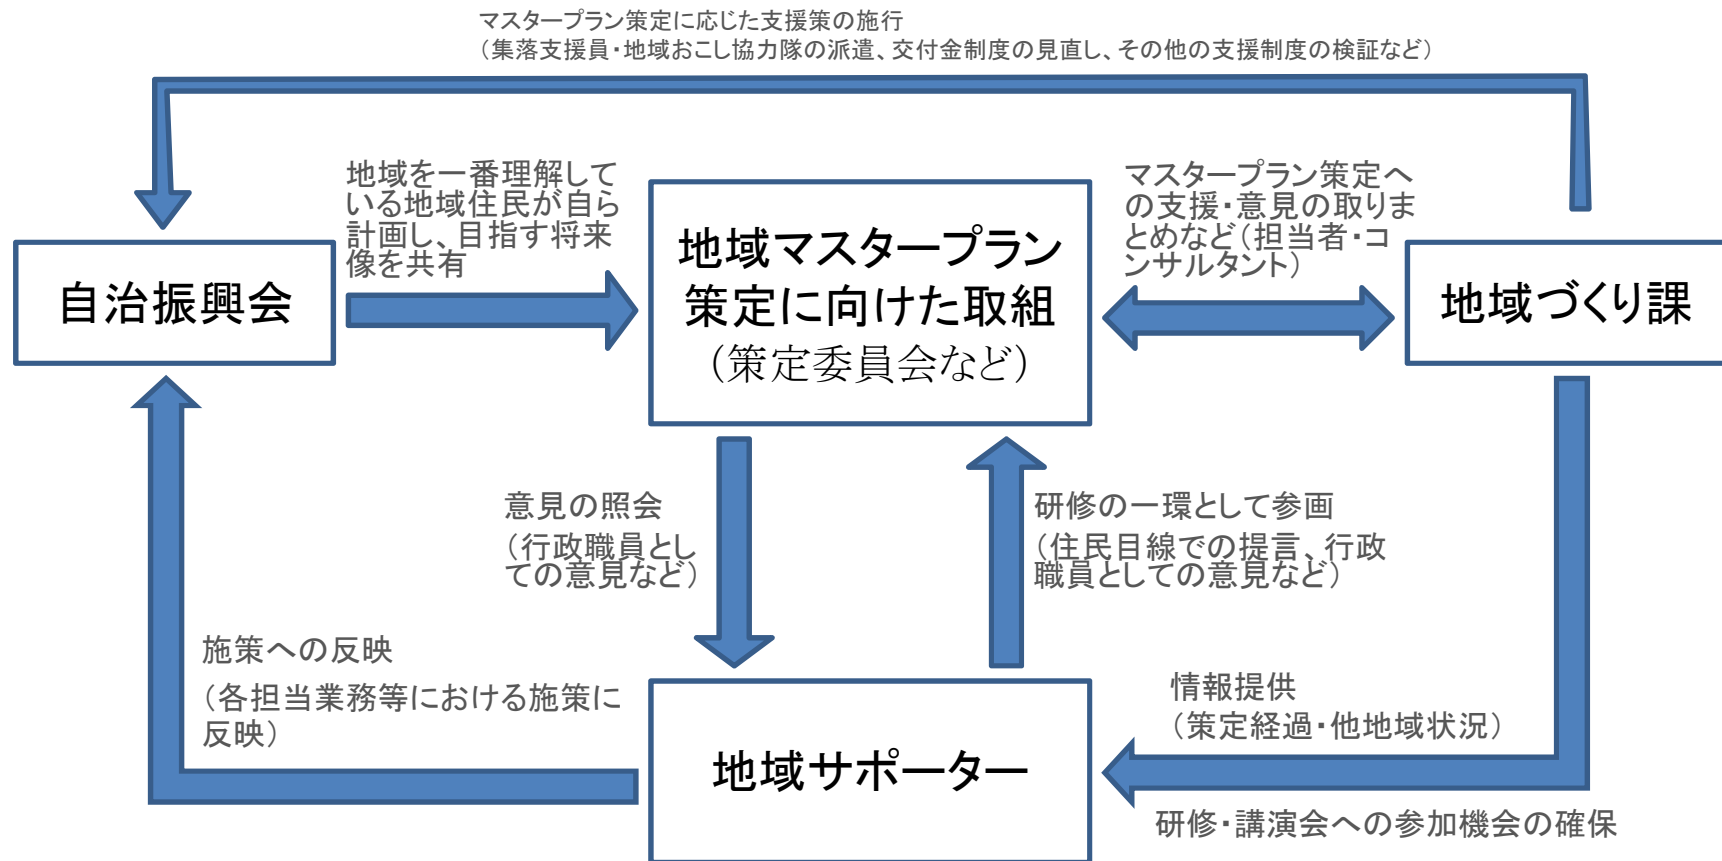 マスタープラン策定に応じた支援策の施行
（集落支援員・地域おこし協力隊の派遣、交付金制度の見直し、その他の支援制度の検証など）
地域を一番理解して
いる地域住民が自ら
計画し、目指す将来
像を共有
マスタープラン策定へ
の支援・意見の取りま
とめなど（担当者・コ
ンサルタント）
自治振興会
地域マスタープラン
策定に向けた取組
（策定委員会など）
地域づくり課
意見の照会
（行政職員とし
ての意見など）
研修の一環として参画
（住民目線での提言、行政
職員としての意見など）
施策への反映
（各担当業務等における施策に
反映）
情報提供
（策定経過・他地域状況）
地域サポーター
研修・講演会への参加機会の確保